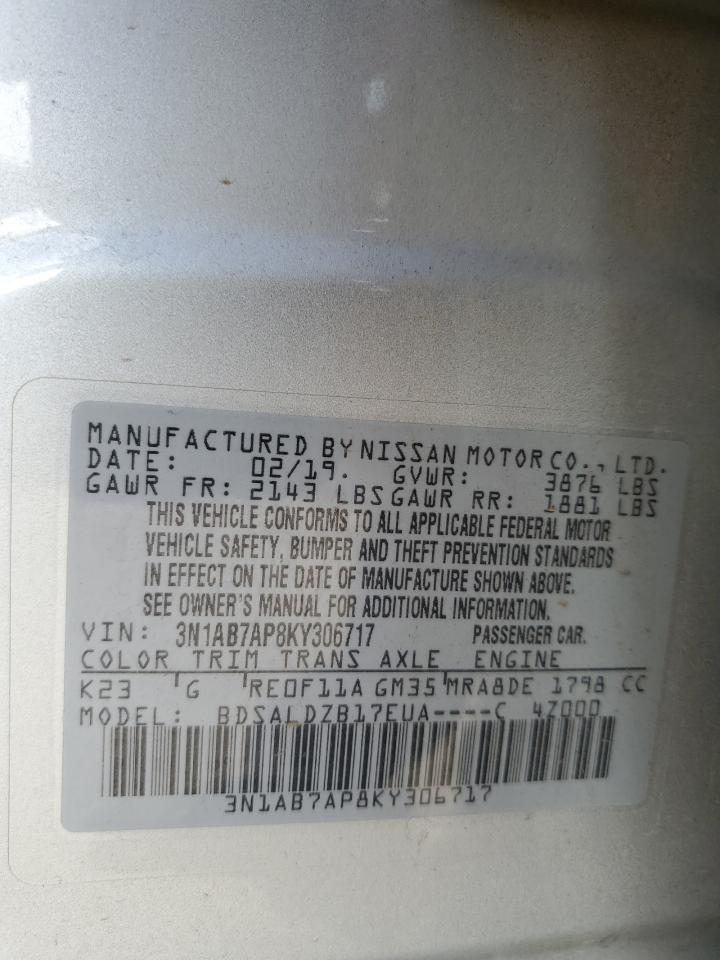 MANUFACTURED BY NISSAN MOTOR CO., LTD.
DATE: 02/19. GVWR: 3876 LBS
GAWR FR: 2143 LBS GAWR RR: 1881 LBS
THIS VEHICLE CONFORMS TO ALL APPLICABLE FEDERAL MOTOR
VEHICLE SAFETY, BUMPER AND THEFT PREVENTION STANDARDS
IN EFFECT ON THE DATE OF MANUFACTURE SHOWN ABOVE.
SEE OWNER'S MANUAL FOR ADDITIONAL INFORMATION.
VIN: 3N1AB7AP8KY306717 PASSENGER CAR.
COLOR TRIM TRANS AXLE ENGINE
K23 G RE0F11A GM35 MRA8DE 1798 CC
MODEL: BDSALDZB17EUA----C 4Z000
3N1AB7AP8KY306717